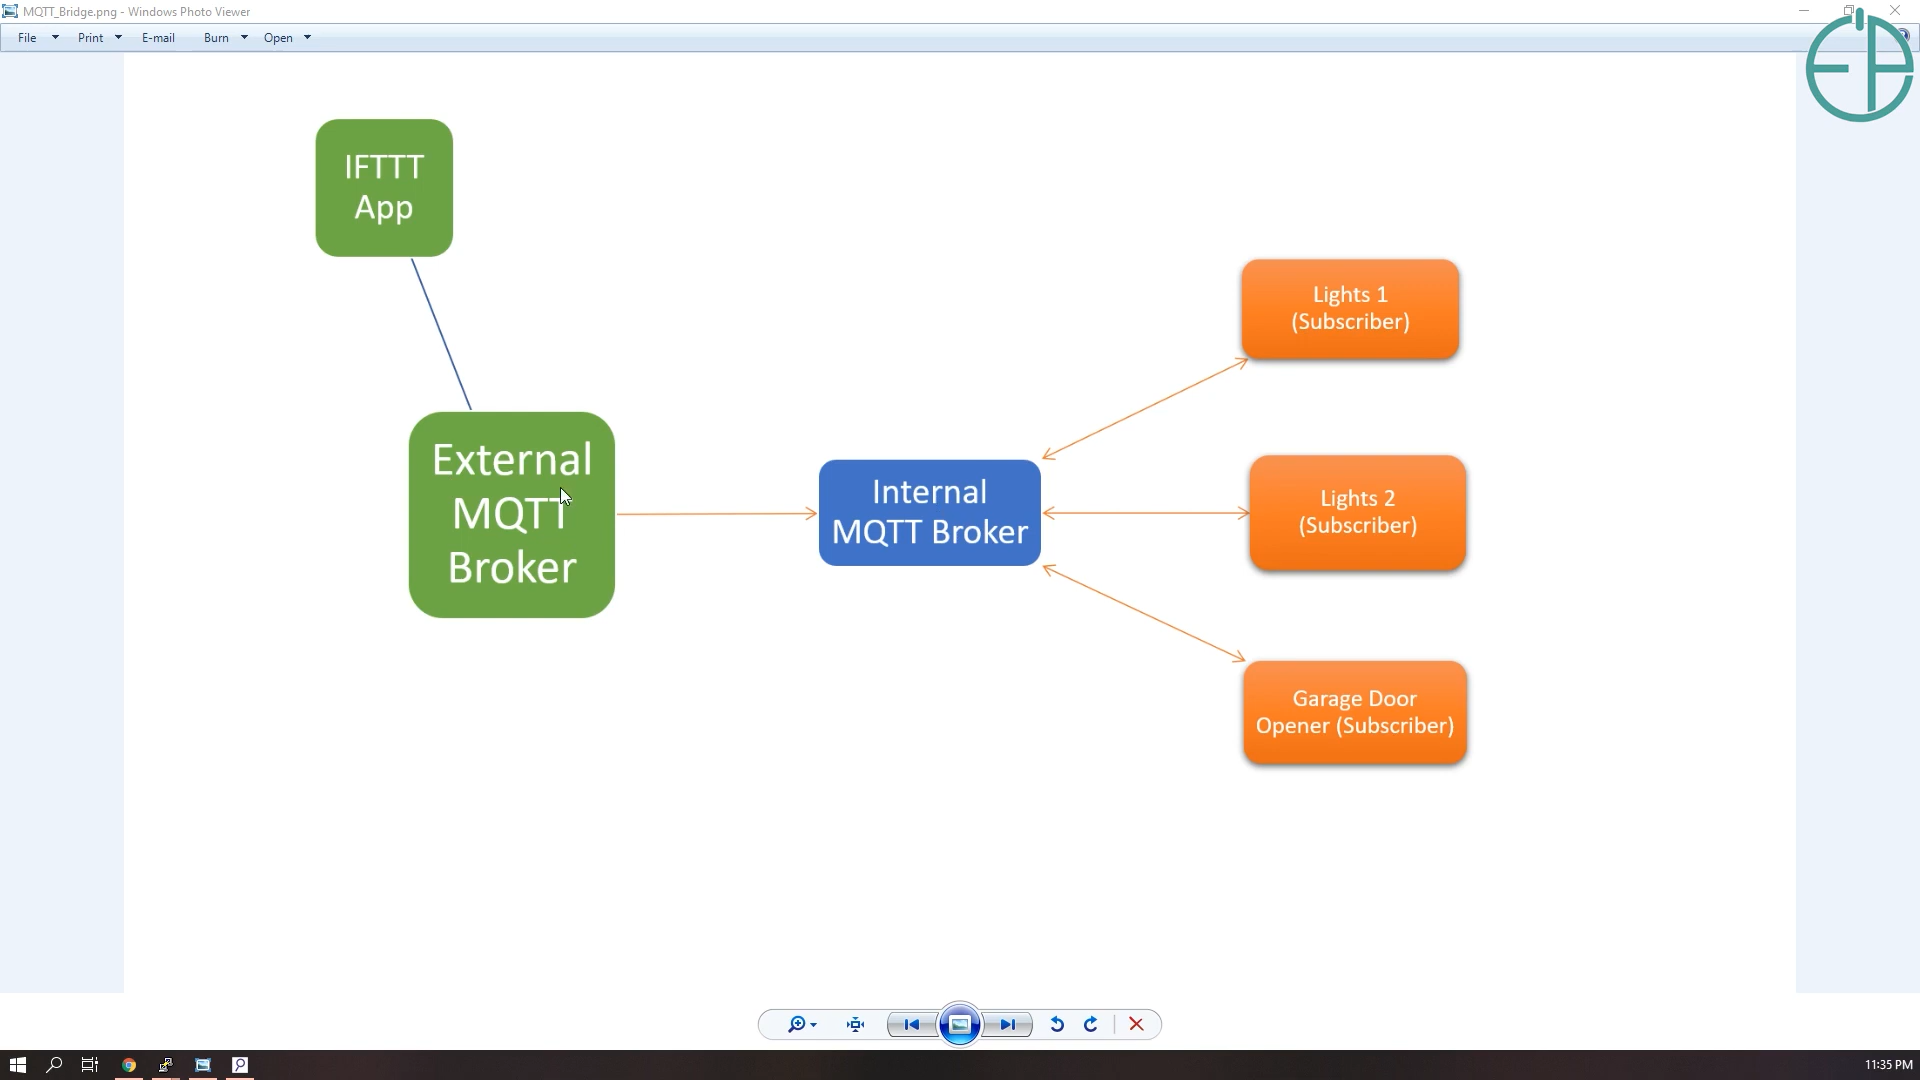 MQTT_Bridge.png - Windows Photo Viewer
File Print E-mail Burn Open
IFTTT
App
External
MQTT
Broker
Internal
MQTT Broker
Lights 1
(Subscriber)
Lights 2
(Subscriber)
Garage Door
Opener (Subscriber)
11:35 PM